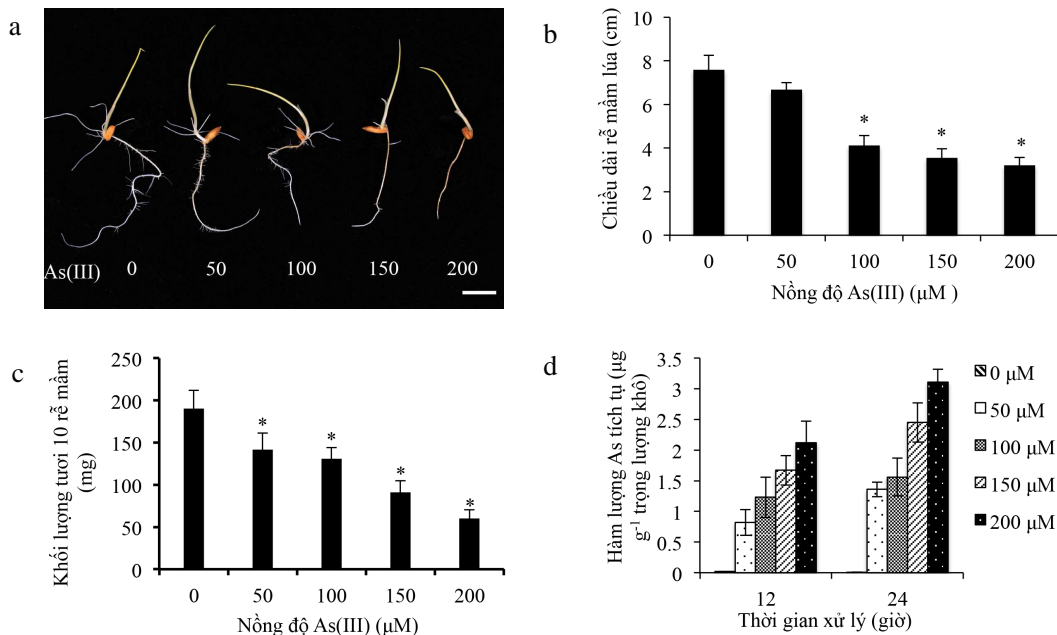 a
As(III) 0 50 100 150 200
b
Chiều dài rễ mầm lúa (cm)
12
10
8
6
4
2
0
* * *
0 50 100 150 200
Nồng độ As(III) (μM )
c
Khối lượng tươi 10 rễ mầm
(mg)
250
200
150
100
50
0
* * * *
0 50 100 150 200
Nồng độ As(III) (μM)
d
Hàm lượng As tích tụ (μg
g-1 trọng lượng khô)
3.5
3
2.5
2
1.5
1
0.5
0
12 24
Thời gian xử lý (giờ)
0 μM
50 μM
100 μM
150 μM
200 μM